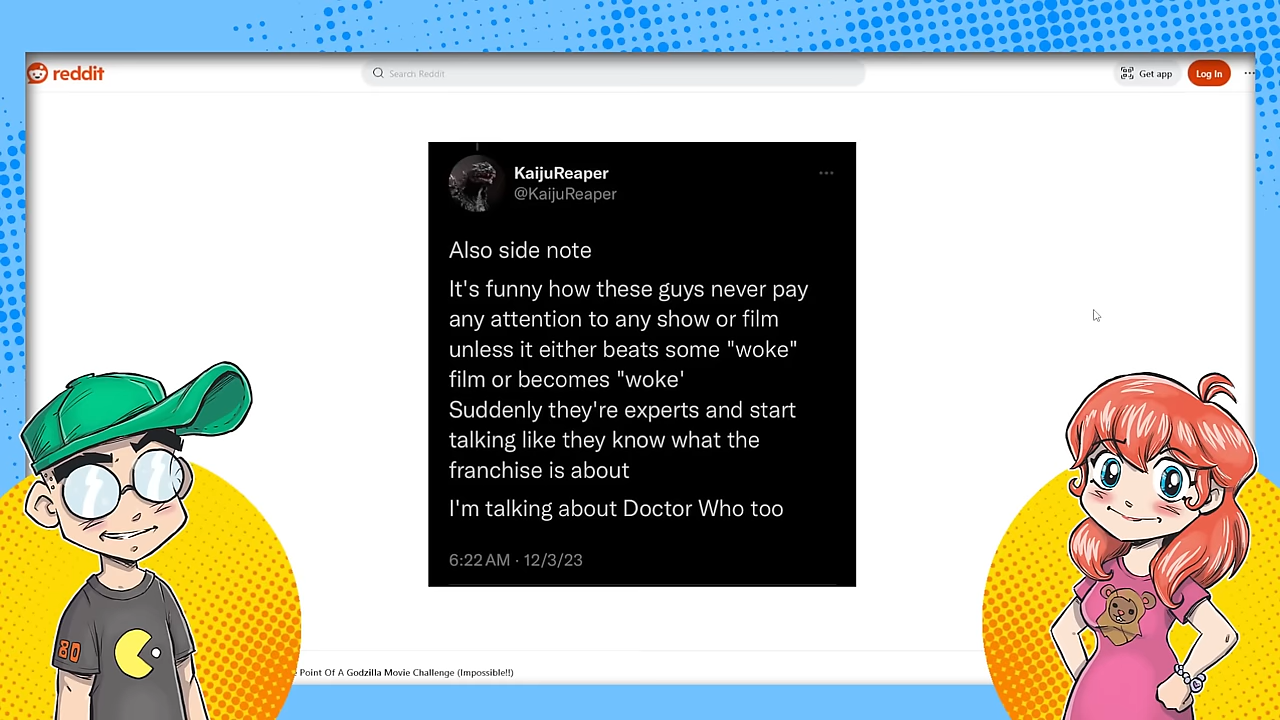 reddit
Search Reddit
Get app
Log In
KaijuReaper
@KaijuReaper
Also side note
It's funny how these guys never pay
any attention to any show or film
unless it either beats some "woke"
film or becomes "woke'
Suddenly they're experts and start
talking like they know what the
franchise is about
I'm talking about Doctor Who too
6:22 AM · 12/3/23
80
Point Of A Godzilla Movie Challenge (Impossible!!)